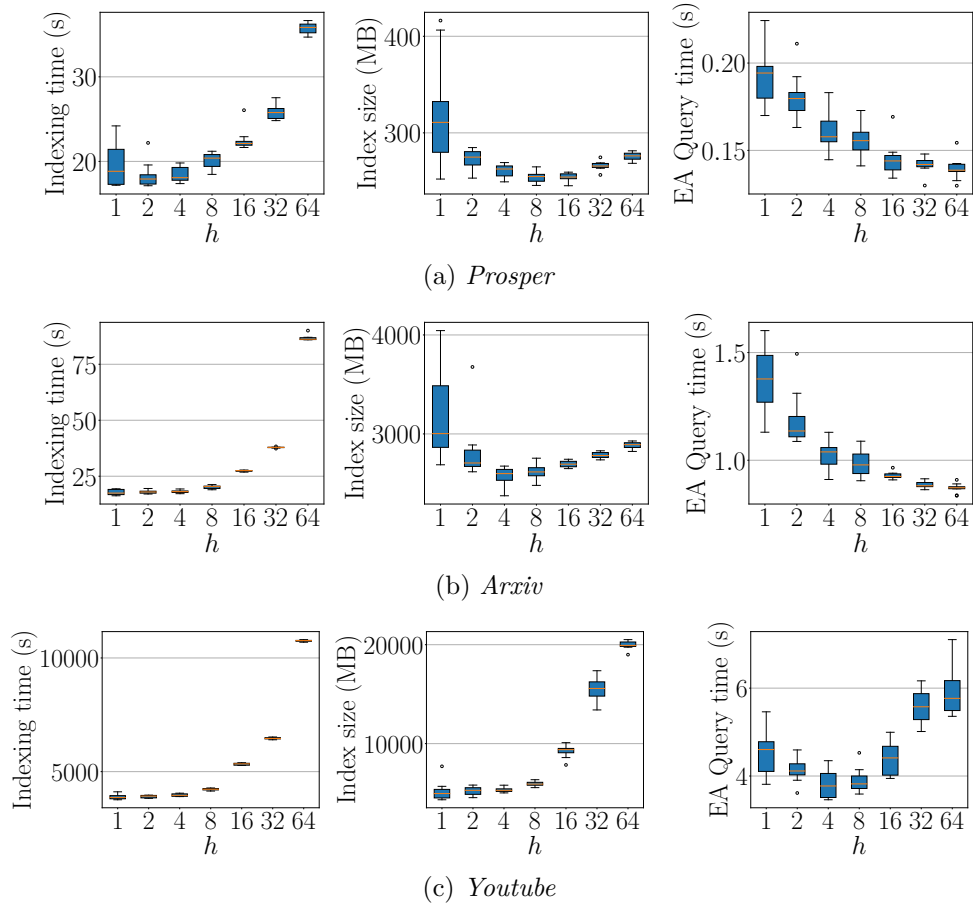 Indexing time (s)
30
20
1 2 4 8 16 32 64
h
Index size (MB)
400
300
1 2 4 8 16 32 64
h
EA Query time (s)
0.20
0.15
1 2 4 8 16 32 64
h
(a) Prosper
Indexing time (s)
75
50
25
1 2 4 8 16 32 64
h
Index size (MB)
4000
3000
1 2 4 8 16 32 64
h
EA Query time (s)
1.5
1.0
1 2 4 8 16 32 64
h
(b) Arxiv
Indexing time (s)
10000
5000
1 2 4 8 16 32 64
h
Index size (MB)
20000
10000
1 2 4 8 16 32 64
h
EA Query time (s)
6
4
1 2 4 8 16 32 64
h
(c) Youtube